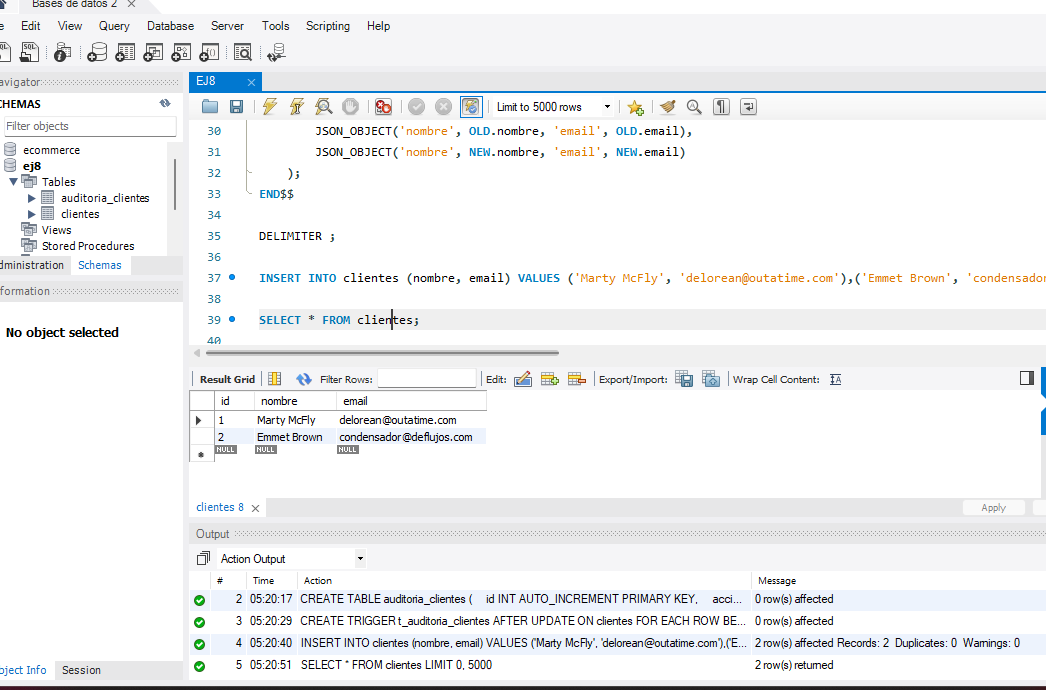 Bases de datos 2
Edit View Query Database Server Tools Scripting Help
avigator
CHEMAS
Filter objects
ecommerce
ej8
Tables
auditoria_clientes
clientes
Views
Stored Procedures
dministration Schemas
formation
No object selected
bject Info Session
EJ8
Limit to 5000 rows
30 JSON_OBJECT('nombre', OLD.nombre, 'email', OLD.email),
31 JSON_OBJECT('nombre', NEW.nombre, 'email', NEW.email)
32 );
33 END$$
34
35 DELIMITER ;
36
37 INSERT INTO clientes (nombre, email) VALUES ('Marty McFly', 'delorean@outatime.com'),('Emmet Brown', 'condensador
38
39 SELECT * FROM clientes;
40
Result Grid Filter Rows: Edit: Export/Import: Wrap Cell Content: IA
id nombre email
1 Marty McFly delorean@outatime.com
2 Emmet Brown condensador@deflujos.com
NULL NULL NULL
clientes 8 Apply
Output
Action Output
# Time Action Message
2 05:20:17 CREATE TABLE auditoria_clientes ( id INT AUTO_INCREMENT PRIMARY KEY, acci... 0 row(s) affected
3 05:20:29 CREATE TRIGGER t_auditoria_clientes AFTER UPDATE ON clientes FOR EACH ROW BE... 0 row(s) affected
4 05:20:40 INSERT INTO clientes (nombre, email) VALUES ('Marty McFly', 'delorean@outatime.com'),('E... 2 row(s) affected Records: 2 Duplicates: 0 Warnings: 0
5 05:20:51 SELECT * FROM clientes LIMIT 0, 5000 2 row(s) returned